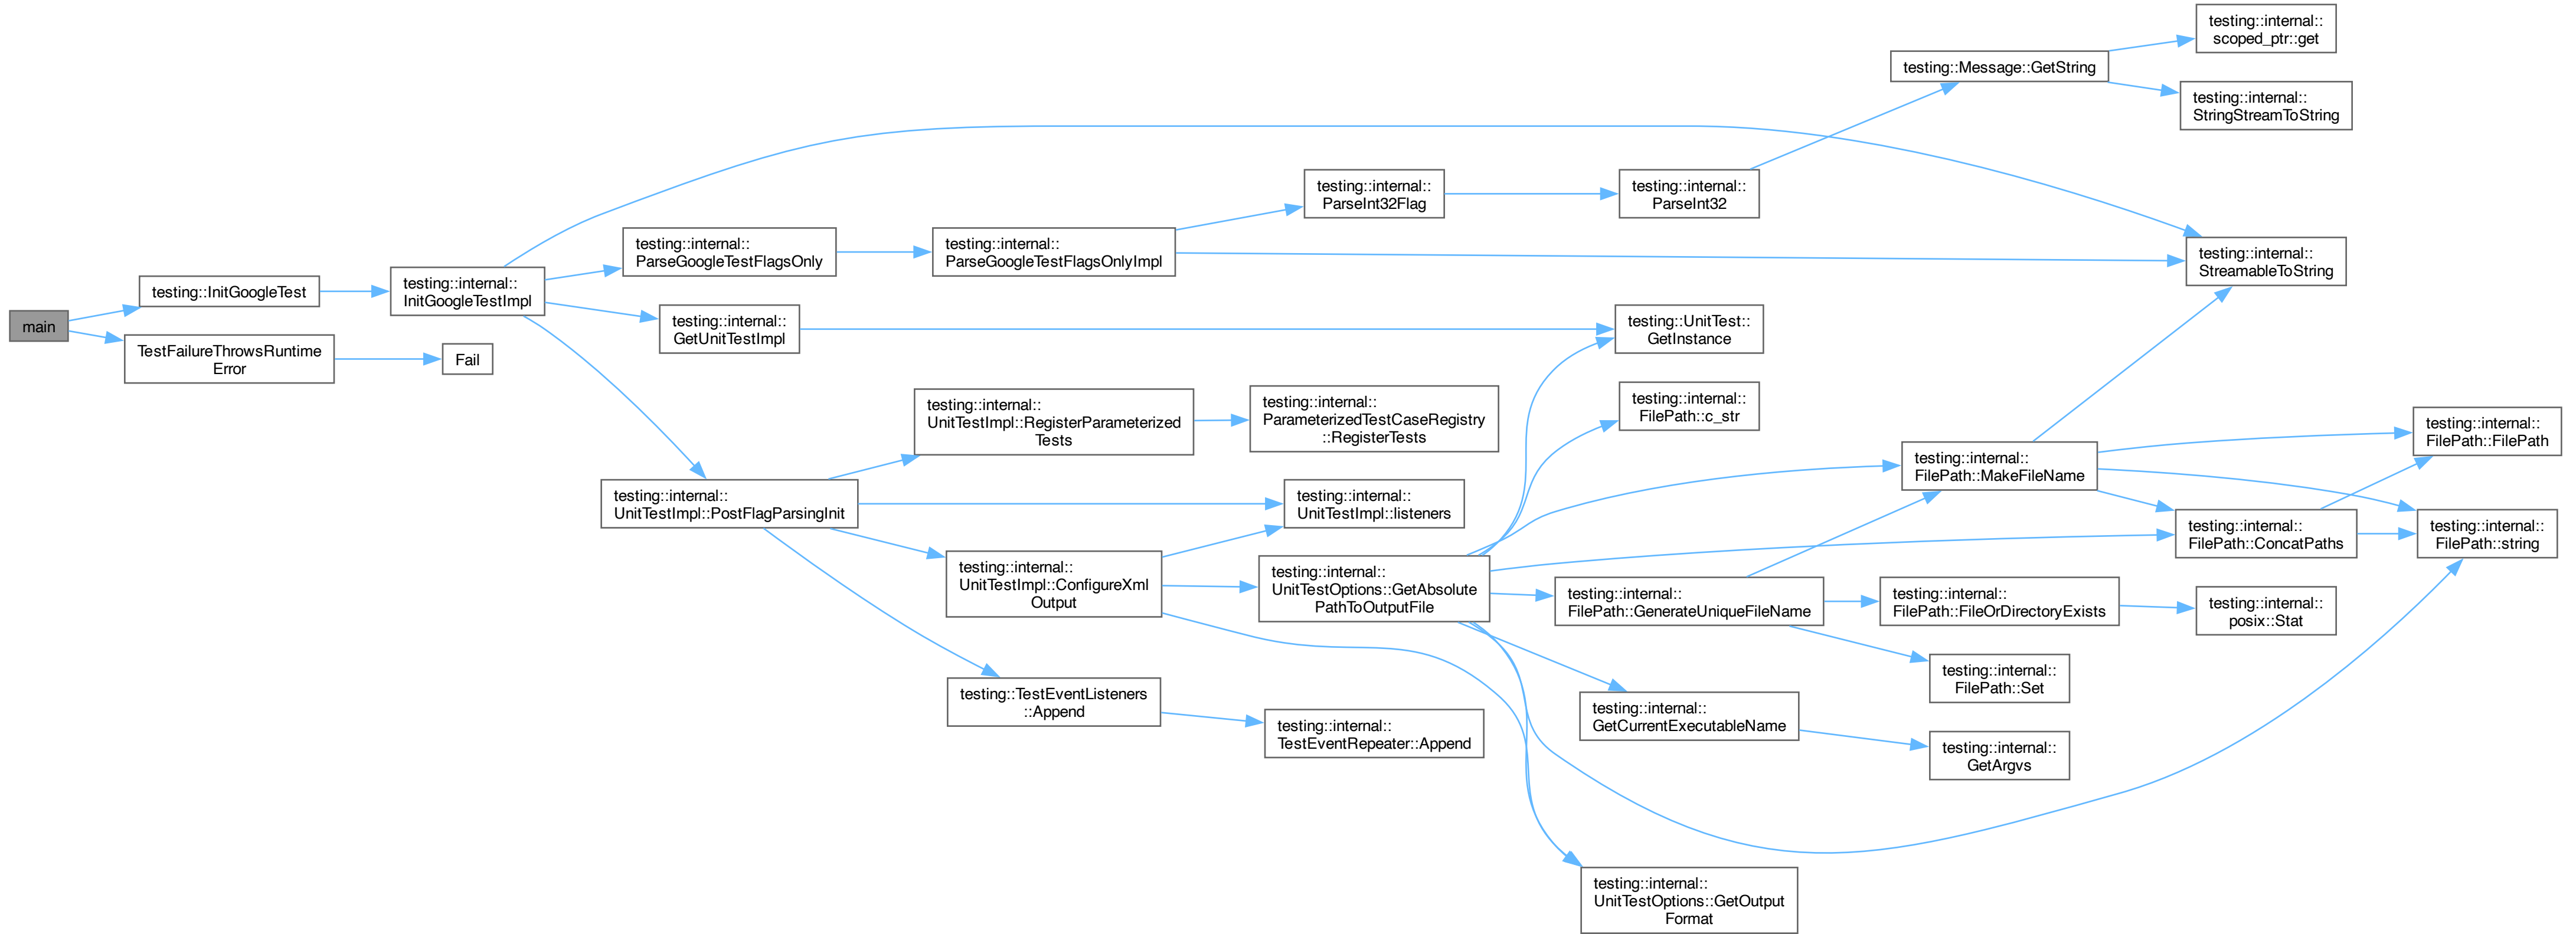 main
testing::InitGoogleTest
TestFailureThrowsRuntime
Error
testing::internal::
InitGoogleTestImpl
Fail
testing::internal::
ParseGoogleTestFlagsOnly
testing::internal::
GetUnitTestImpl
testing::internal::
UnitTestImpl::PostFlagParsingInit
testing::internal::
ParseGoogleTestFlagsOnlyImpl
testing::internal::
UnitTestImpl::RegisterParameterized
Tests
testing::internal::
UnitTestImpl::ConfigureXml
Output
testing::TestEventListeners
::Append
testing::internal::
ParseInt32Flag
testing::internal::
ParameterizedTestCaseRegistry
::RegisterTests
testing::internal::
UnitTestImpl::listeners
testing::internal::
UnitTestOptions::GetAbsolute
PathToOutputFile
testing::internal::
TestEventRepeater::Append
testing::internal::
ParseInt32
testing::UnitTest::
GetInstance
testing::internal::
FilePath::c_str
testing::internal::
FilePath::GenerateUniqueFileName
testing::internal::
GetCurrentExecutableName
testing::internal::
UnitTestOptions::GetOutput
Format
testing::Message::GetString
testing::internal::
FilePath::MakeFileName
testing::internal::
FilePath::FileOrDirectoryExists
testing::internal::
FilePath::Set
testing::internal::
GetArgvs
testing::internal::
scoped_ptr::get
testing::internal::
StringStreamToString
testing::internal::
StreamableToString
testing::internal::
FilePath::ConcatPaths
testing::internal::
posix::Stat
testing::internal::
FilePath::FilePath
testing::internal::
FilePath::string